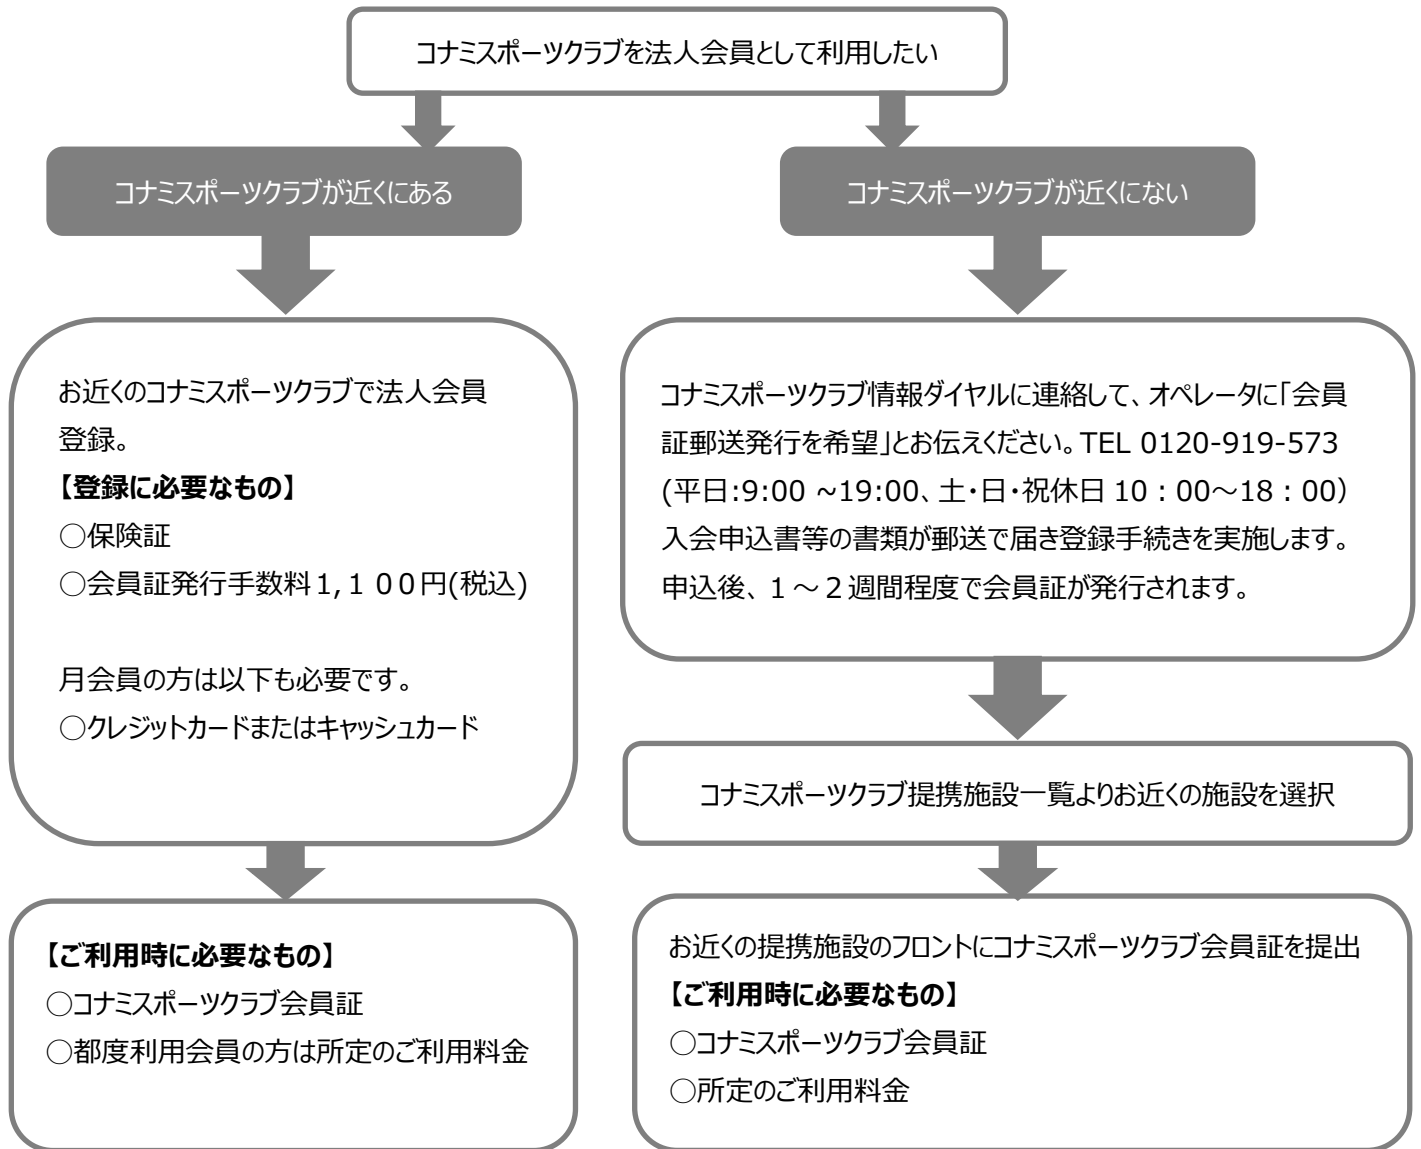 コナミスポーツクラブを法人会員として利用したい
コナミスポーツクラブが近くにある
コナミスポーツクラブが近くにない
お近くのコナミスポーツクラブで法人会員
登録。
【登録に必要なもの】
○保険証
○会員証発行手数料1,１００円(税込)
月会員の方は以下も必要です。
○クレジットカードまたはキャッシュカード
【ご利用時に必要なもの】
○コナミスポーツクラブ会員証
○都度利用会員の方は所定のご利用料金
コナミスポーツクラブ情報ダイヤルに連絡して、オペレータに「会員
証郵送発行を希望」とお伝えください。TEL 0120-919-573
(平日:9:00 ~19:00、土・日・祝休日 10：00～18：00）
入会申込書等の書類が郵送で届き登録手続きを実施します。
申込後、１～２週間程度で会員証が発行されます。
コナミスポーツクラブ提携施設一覧よりお近くの施設を選択
お近くの提携施設のフロントにコナミスポーツクラブ会員証を提出
【ご利用時に必要なもの】
○コナミスポーツクラブ会員証
○所定のご利用料金